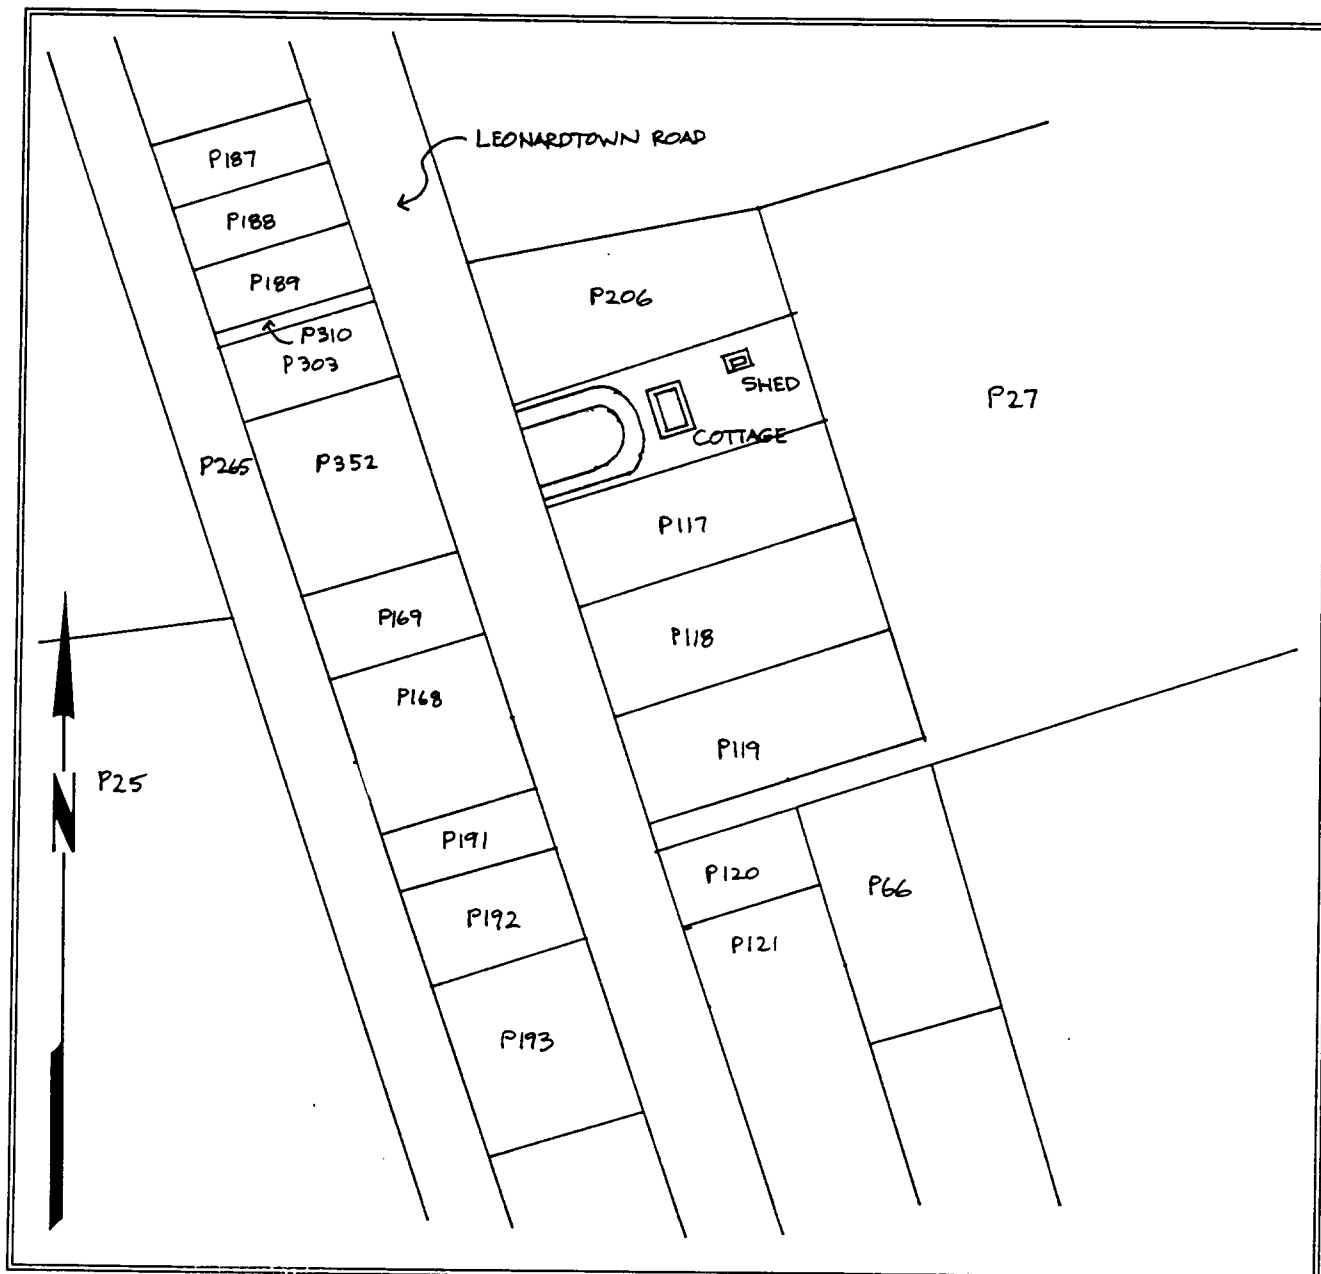 LEONARDTOWN ROAD
P187
P188
P189
P310
P303
P206
SHED
COTTAGE
P27
P265
P352
P117
P169
P118
P168
P119
N
P25
P191
P120
P66
P192
P121
P193